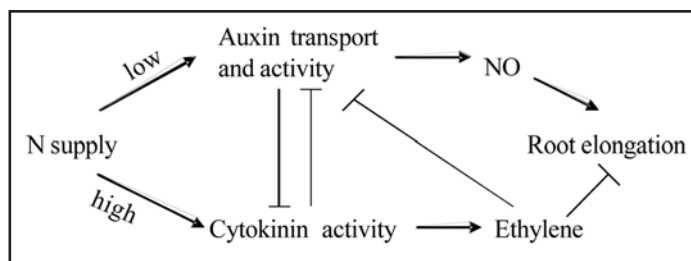 Auxin transport
and activity
low
NO
N supply
Root elongation
high
Cytokinin activity
Ethylene